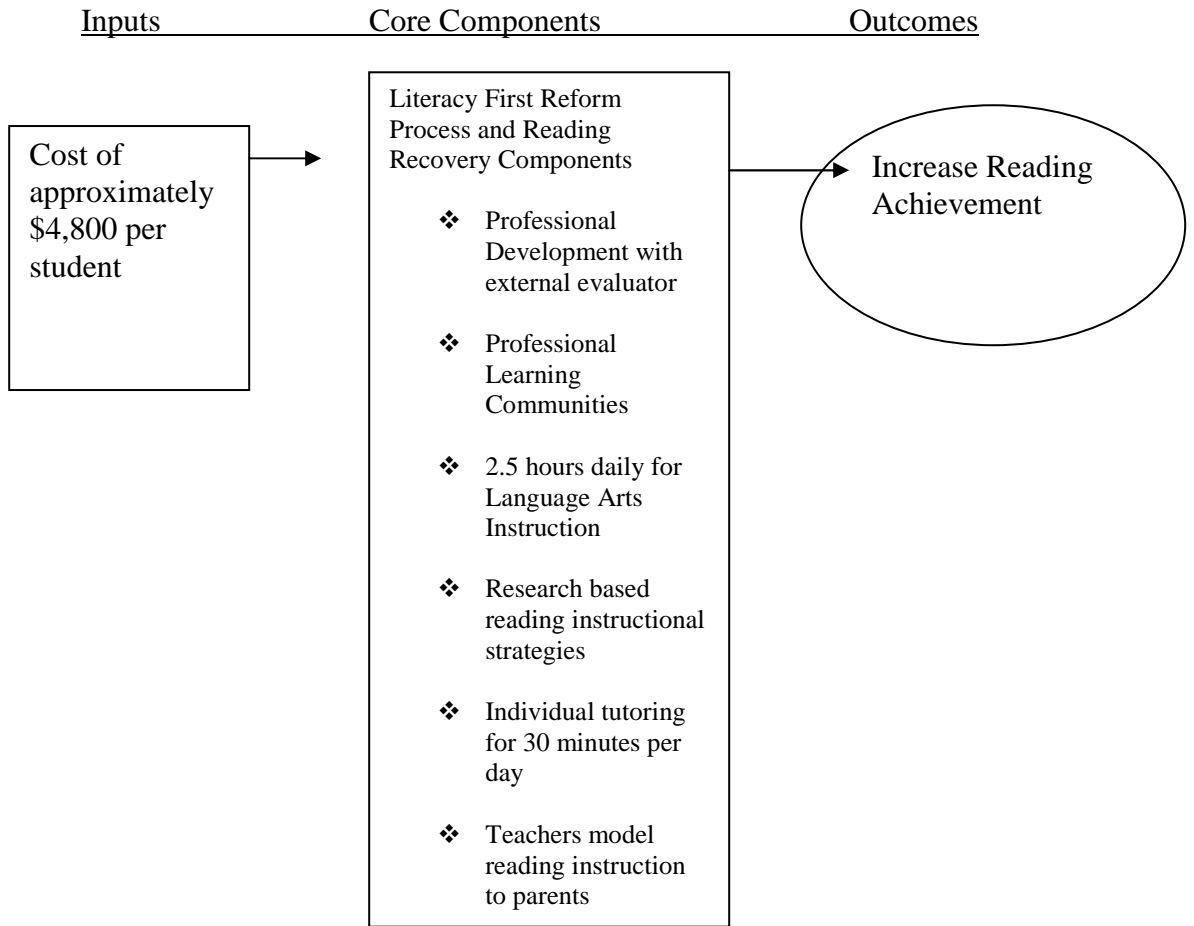 Inputs Core Components Outcomes
Cost of
approximately
$4,800 per
student
Literacy First Reform
Process and Reading
Recovery Components
❖ Professional
Development with
external evaluator
❖ Professional
Learning
Communities
❖ 2.5 hours daily for
Language Arts
Instruction
❖ Research based
reading instructional
strategies
❖ Individual tutoring
for 30 minutes per
day
❖ Teachers model
reading instruction
to parents
Increase Reading
Achievement